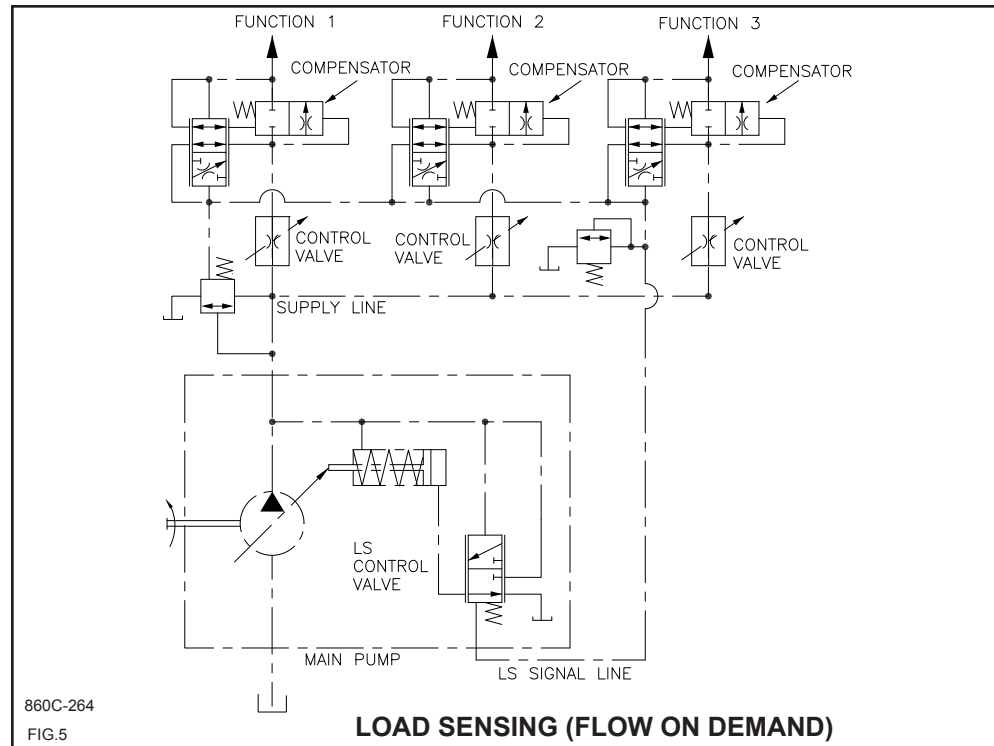 FUNCTION 1
FUNCTION 2
FUNCTION 3
COMPENSATOR
COMPENSATOR
COMPENSATOR
CONTROL
VALVE
CONTROL
VALVE
CONTROL
VALVE
SUPPLY LINE
LS
CONTROL
VALVE
MAIN PUMP
LS SIGNAL LINE
860C-264
FIG.5
LOAD SENSING (FLOW ON DEMAND)